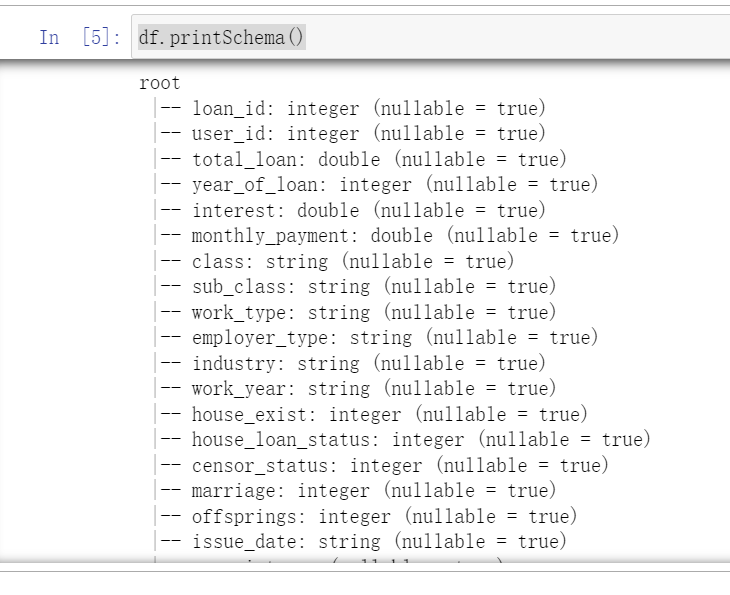 In [5]: df.printSchema()
root
|-- loan_id: integer (nullable = true)
|-- user_id: integer (nullable = true)
|-- total_loan: double (nullable = true)
|-- year_of_loan: integer (nullable = true)
|-- interest: double (nullable = true)
|-- monthly_payment: double (nullable = true)
|-- class: string (nullable = true)
|-- sub_class: string (nullable = true)
|-- work_type: string (nullable = true)
|-- employer_type: string (nullable = true)
|-- industry: string (nullable = true)
|-- work_year: string (nullable = true)
|-- house_exist: integer (nullable = true)
|-- house_loan_status: integer (nullable = true)
|-- censor_status: integer (nullable = true)
|-- marriage: integer (nullable = true)
|-- offsprings: integer (nullable = true)
|-- issue_date: string (nullable = true)